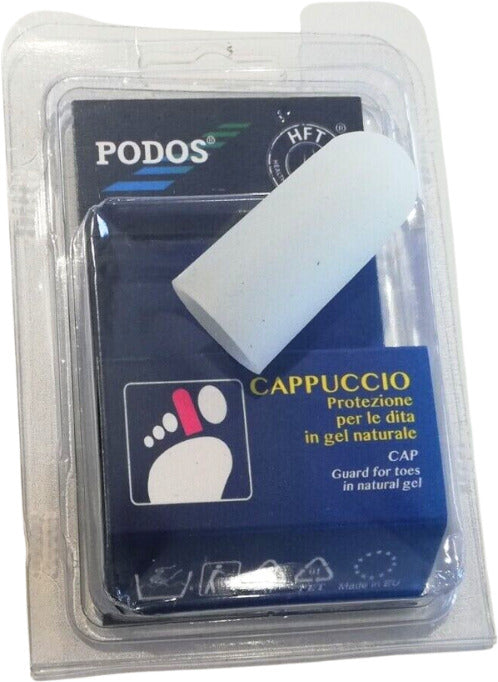 PODOS®
HFT ®
CAPPUCCIO
Protezione
per le dita
in gel naturale
CAP
Guard for toes
in natural gel
Made in EU